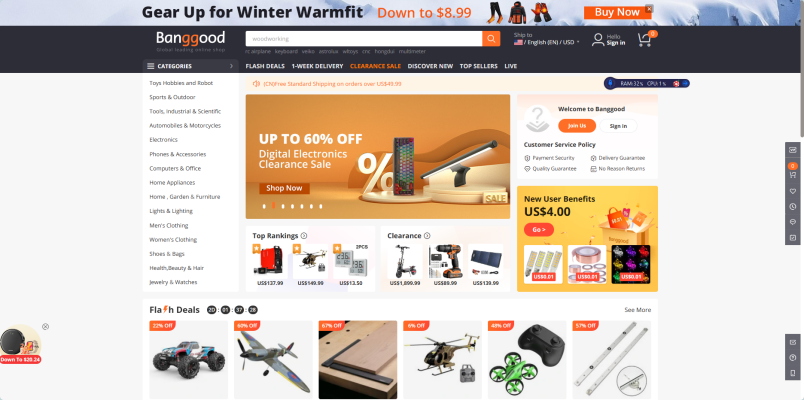 Gear Up for Winter Warmfit
Down to $8.99
Buy Now
Banggood
Global leading online shop
woodworking
rc airplane keyboard veiko astrolux wltoys cnc hongdui multimeter
Ship to
/ English (EN) / USD
Hello
Sign in
0
CATEGORIES
FLASH DEALS
1-WEEK DELIVERY
CLEARANCE SALE
DISCOVER NEW
TOP SELLERS
LIVE
(CN)Free Standard Shipping on orders over US$49.99
RAM:32% CPU:1%
Toys Hobbies and Robot
Sports & Outdoor
Tools, Industrial & Scientific
Automobiles & Motorcycles
Electronics
Phones & Accessories
Computers & Office
Home Appliances
Home , Garden & Furniture
Lights & Lighting
Men's Clothing
Women's Clothing
Shoes & Bags
Health,Beauty & Hair
Jewelry & Watches
UP TO 60% OFF
Digital Electronics
Clearance Sale
Shop Now
%
SALE
Welcome to Banggood
Join Us
Sign In
Customer Service Policy
Payment Security
Delivery Guarantee
Quality Guarantee
No Reason Returns
New User Benefits
US$4.00
Go >
Banggood
US$0.01
US$0.01
US$0.01
Top Rankings
2PCS
US$137.99
US$149.99
US$13.50
Clearance
US$1,899.99
US$89.99
US$139.99
0
Flash Deals
See More
22% Off
60% Off
67% Off
6% Off
48% Off
57% Off
Down To $20.24